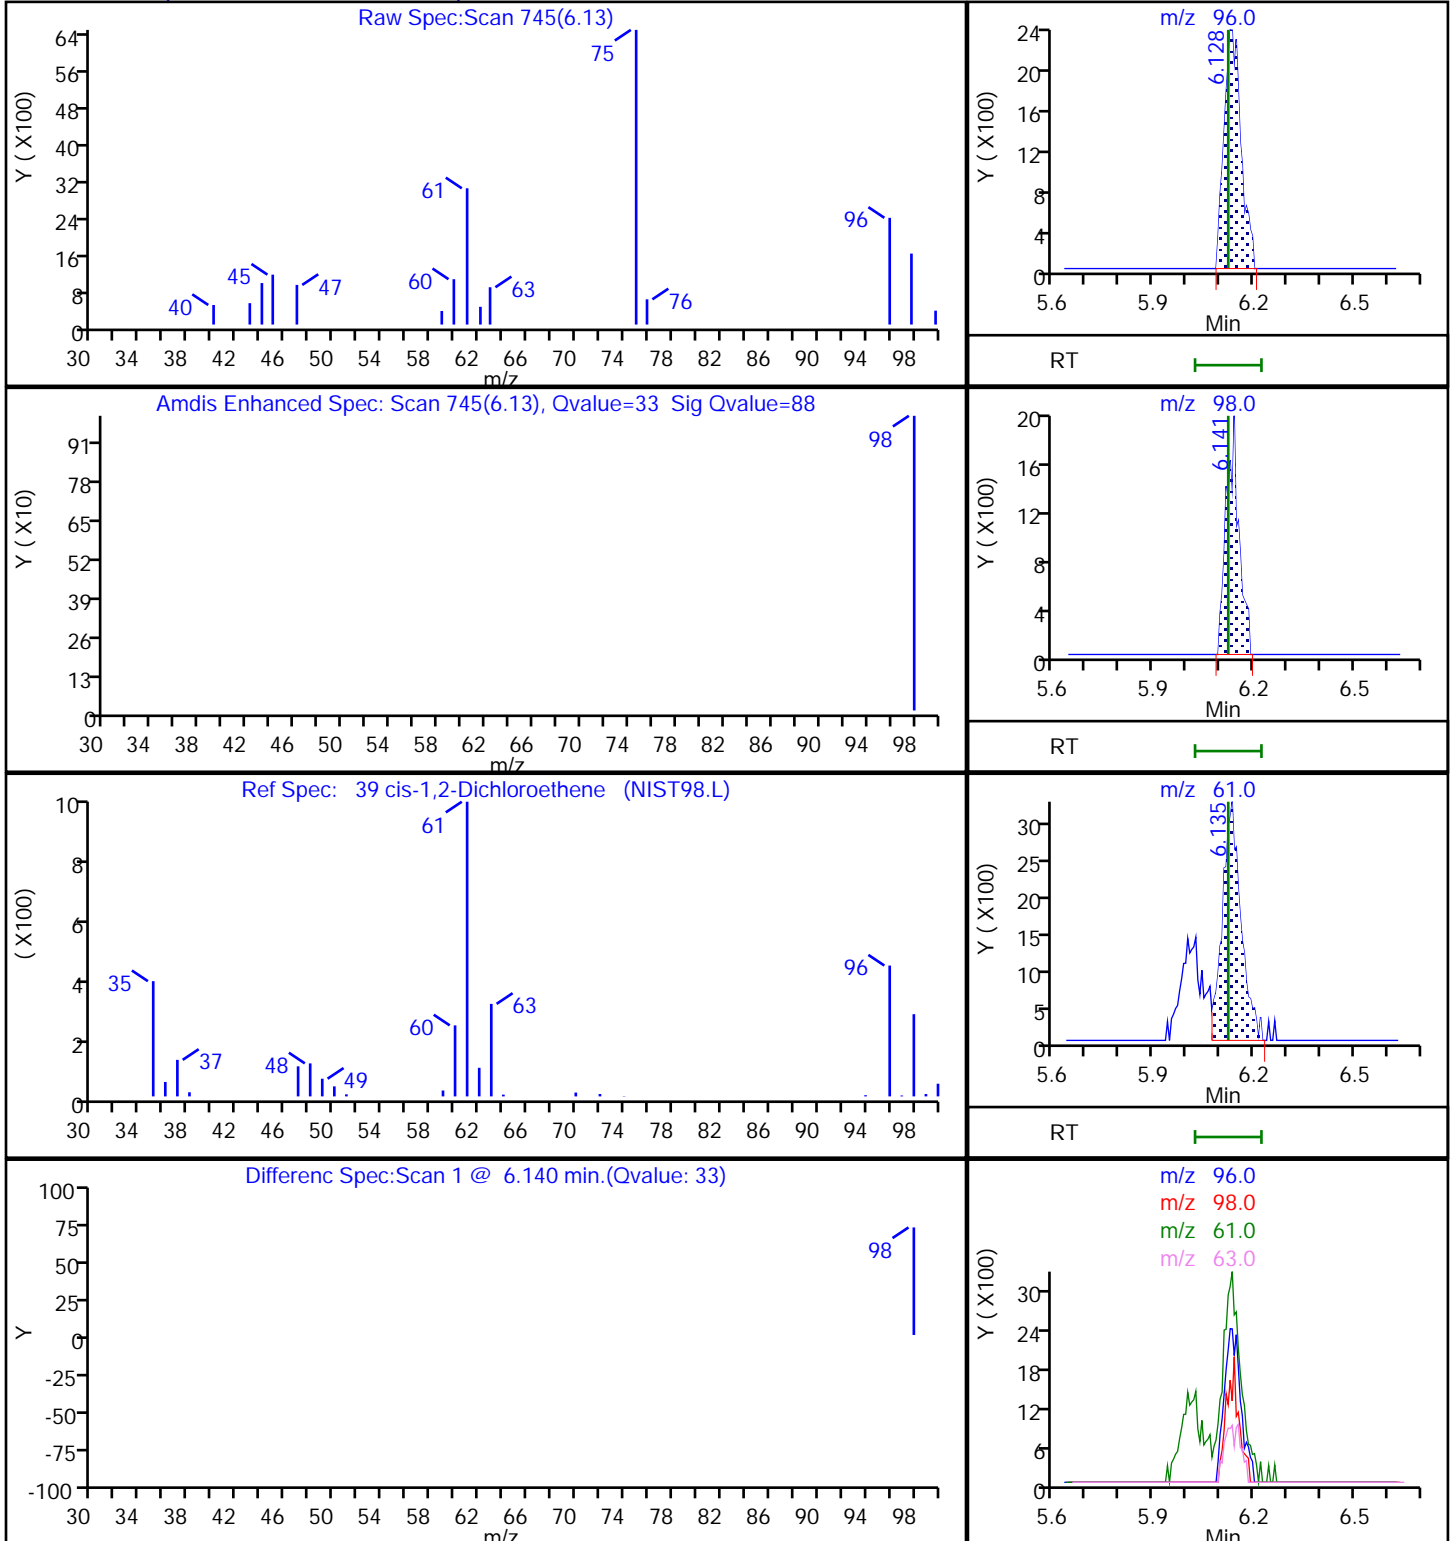 Raw Spec:Scan 745(6.13)
Y ( X100)
64
56
48
40
32
24
16
8
0
75
61
96
45
47
60
63
40
76
30 34 38 42 46 50 54 58 62 66 70 74 78 82 86 90 94 98
m/z
m/z 96.0
Y ( X100)
24
20
16
12
8
4
0
6.128
5.6 5.9 6.2 6.5
Min
RT
Amdis Enhanced Spec: Scan 745(6.13), Qvalue=33 Sig Qvalue=88
Y ( X10)
91
78
65
52
39
26
13
0
98
30 34 38 42 46 50 54 58 62 66 70 74 78 82 86 90 94 98
m/z
m/z 98.0
Y ( X100)
20
16
12
8
4
0
6.141
5.6 5.9 6.2 6.5
Min
RT
Ref Spec: 39 cis-1,2-Dichloroethene (NIST98.L)
( X100)
10
8
6
4
2
0
61
35
96
63
60
37
48
49
30 34 38 42 46 50 54 58 62 66 70 74 78 82 86 90 94 98
m/z 61.0
Y ( X100)
30
25
20
15
10
5
0
6.135
5.6 5.9 6.2 6.5
Min
RT
Differenc Spec:Scan 1 @ 6.140 min.(Qvalue: 33)
Y
100
75
50
25
0
-25
-50
-75
-100
98
30 34 38 42 46 50 54 58 62 66 70 74 78 82 86 90 94 98
m/z
m/z 96.0
m/z 98.0
m/z 61.0
m/z 63.0
Y ( X100)
30
24
18
12
6
0
5.6 5.9 6.2 6.5
Min